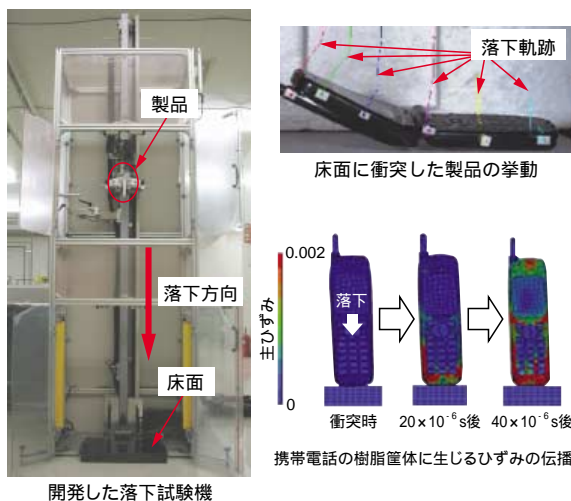 製品
落下方向
床面
開発した落下試験機
落下軌跡
床面に衝突した製品の挙動
0.002
主ひずみ
0
落下
衝突時
20×10⁻⁶s後
40×10⁻⁶s後
携帯電話の樹脂筐体に生じるひずみの伝播